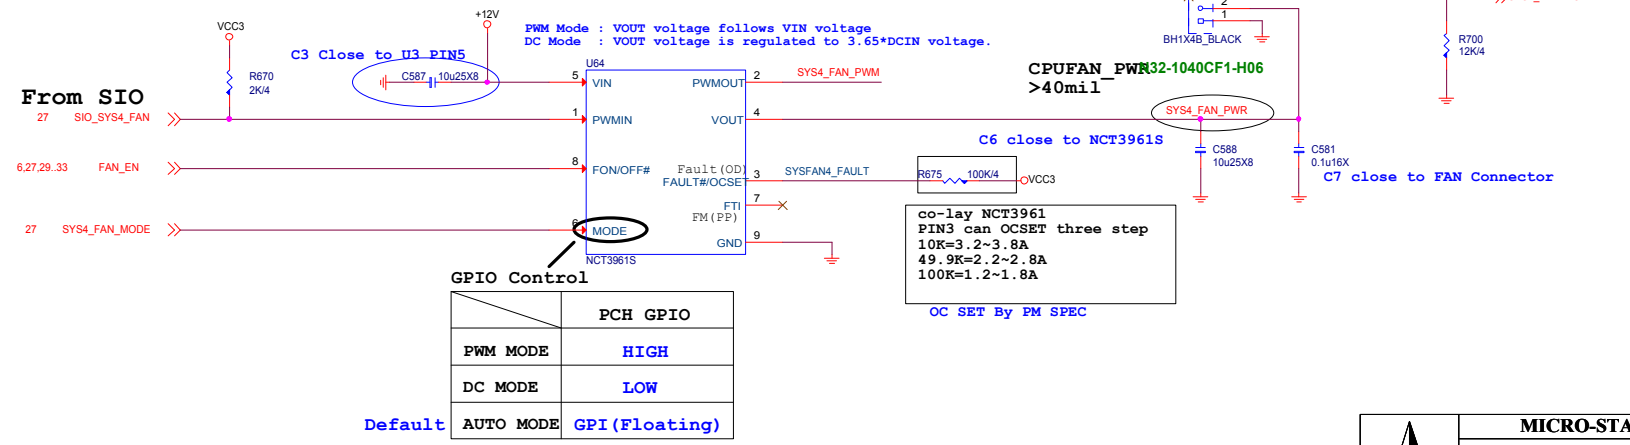 +12V
VCC3
PWM Mode : VOUT voltage follows VIN voltage
DC Mode : VOUT voltage is regulated to 3.65*DCIN voltage.
2
1
BH1X4B_BLACK
R700
12K/4
C3 Close to U3 PIN5
R670
2K/4
C587
10u25X8
U64
5
VIN
PWMOUT
2
SYS4_FAN_PWM
CPUFAN_PWR
N32-1040CF1-H06
>40mil
From SIO
27
SIO_SYS4_FAN
1
PWMIN
VOUT
4
SYS4_FAN_PWR
C6 close to NCT3961S
C588
10u25X8
C581
0.1u16X
C7 close to FAN Connector
6,27,29..33
FAN_EN
8
FON/OFF#
Fault(OD)
FAULT#/OCSET
3
SYSFAN4_FAULT
R675
100K/4
VCC3
FTI
7
FM(PP)
27
SYS4_FAN_MODE
6
MODE
GND
9
NCT3961S
co-lay NCT3961
PIN3 can OCSET three step
10K=3.2~3.8A
49.9K=2.2~2.8A
100K=1.2~1.8A
OC SET By PM SPEC
GPIO Control
PCH GPIO
PWM MODE
HIGH
DC MODE
LOW
Default
AUTO MODE
GPI(Floating)
MICRO-STA